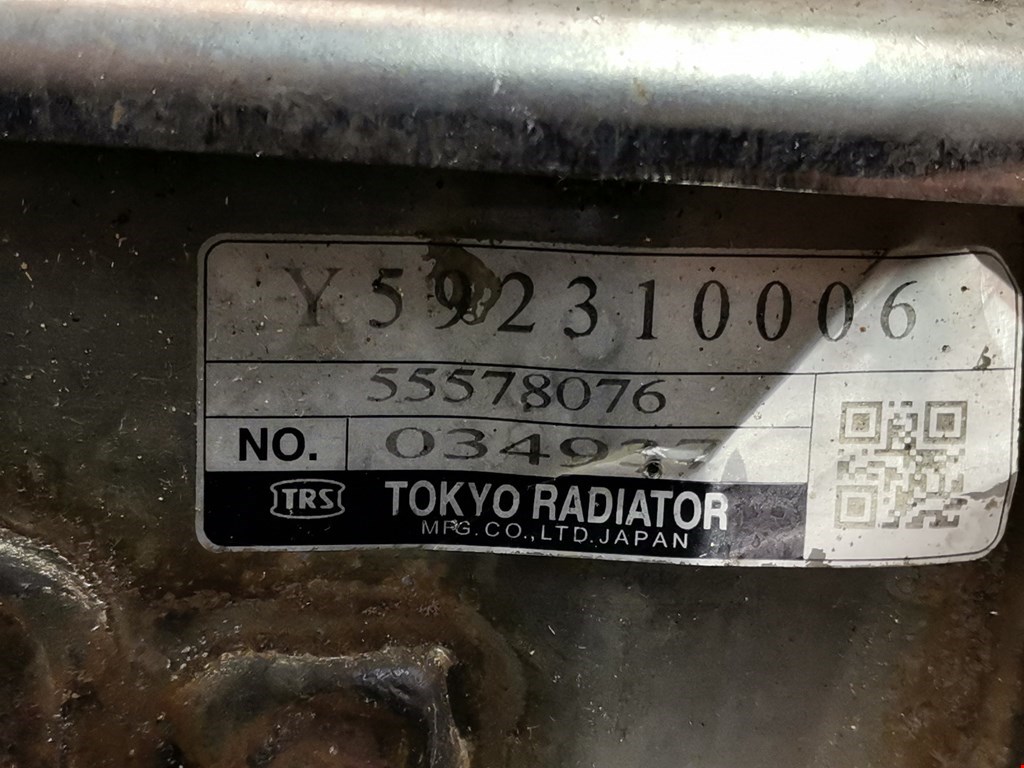 Y592310006
55578076
NO. 034937
TRS TOKYO RADIATOR
MFG. CO., LTD. JAPAN